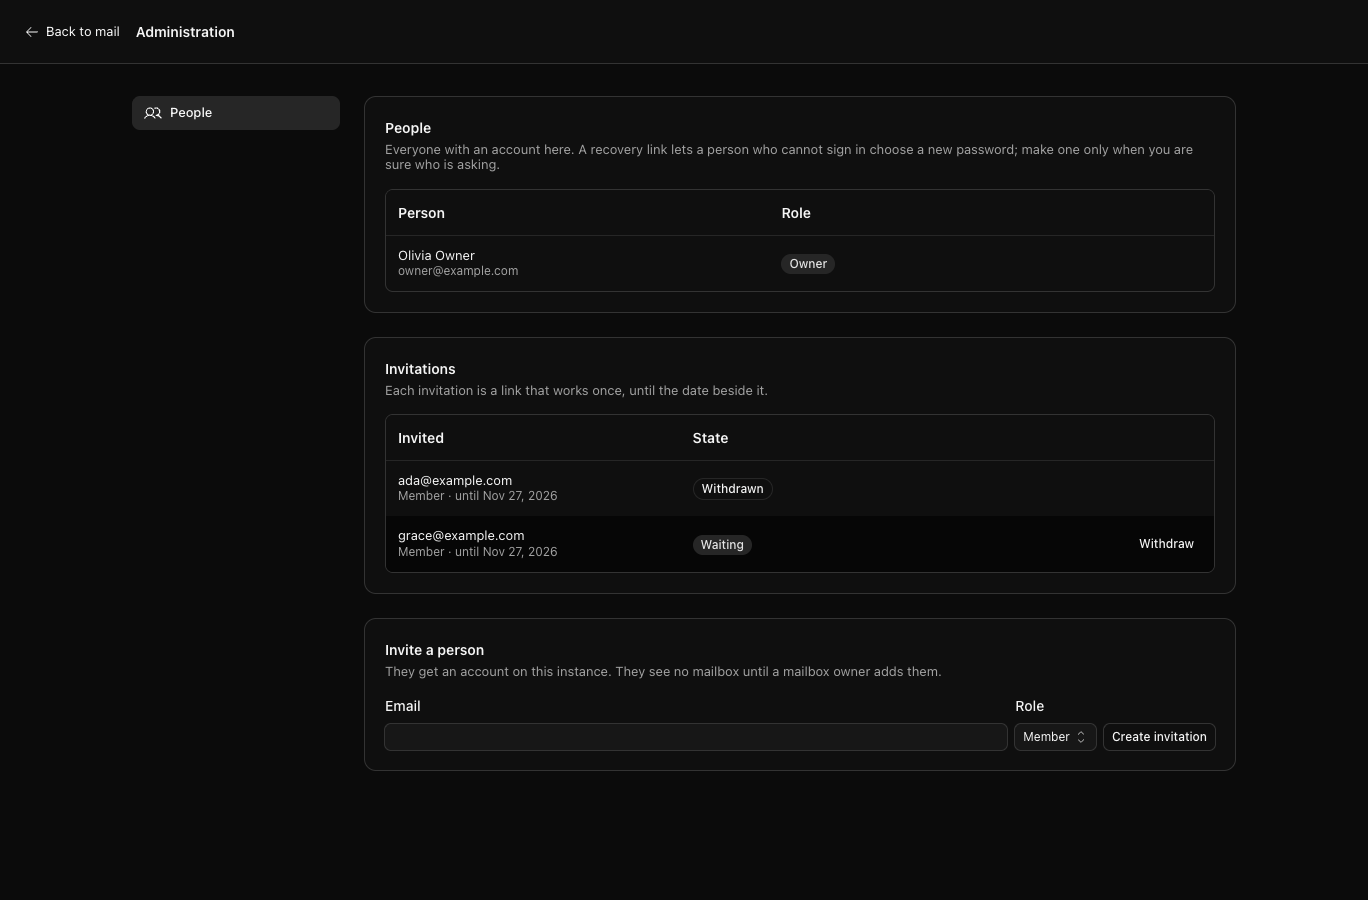 Back to mail
Administration
People
People
Everyone with an account here. A recovery link lets a person who cannot sign in choose a new password; make one only when you are
sure who is asking.
Person Role
Olivia Owner
owner@example.com
Owner
Invitations
Each invitation is a link that works once, until the date beside it.
Invited State
ada@example.com
Member · until Nov 27, 2026
Withdrawn
grace@example.com
Member · until Nov 27, 2026
Waiting
Withdraw
Invite a person
They get an account on this instance. They see no mailbox until a mailbox owner adds them.
Email Role
Member
Create invitation